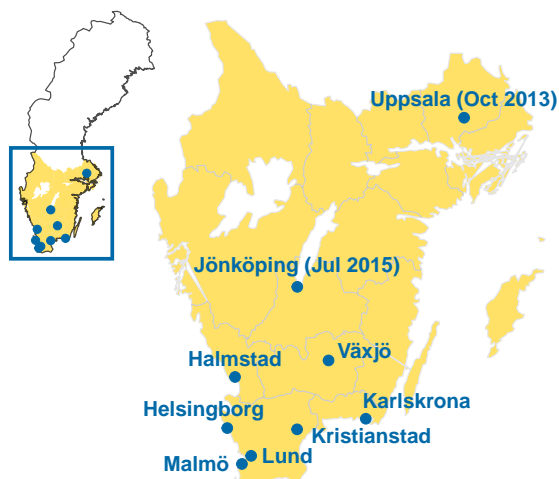 Uppsala (Oct 2013)
Jönköping (Jul 2015)
Växjö
Halmstad
Karlskrona
Helsingborg
Kristianstad
Lund
Malmö